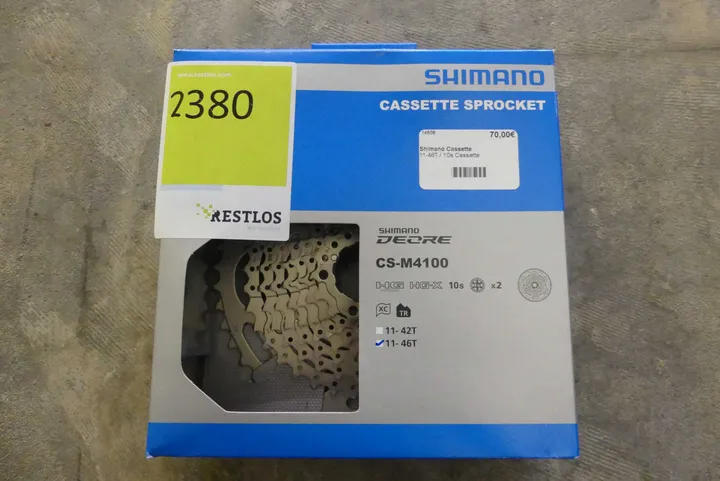 www.restlos.com
2380
RESTLOS
SHIMANO
CASSETTE SPROCKET
14608 70,00€
Shimano Cassette
11-46T / 10s Cassette
SHIMANO
DEORE
CS-M4100
HG HG-X 10s x2
XC TR
11- 42T
11- 46T